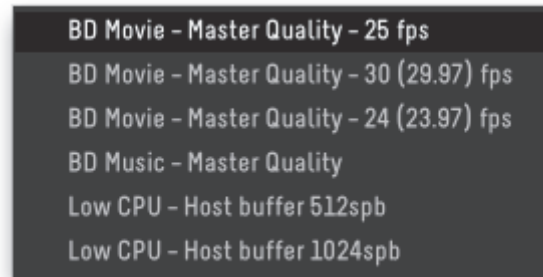 BD Movie – Master Quality – 25 fps
BD Movie – Master Quality – 30 (29.97) fps
BD Movie – Master Quality – 24 (23.97) fps
BD Music – Master Quality
Low CPU – Host buffer 512spb
Low CPU – Host buffer 1024spb